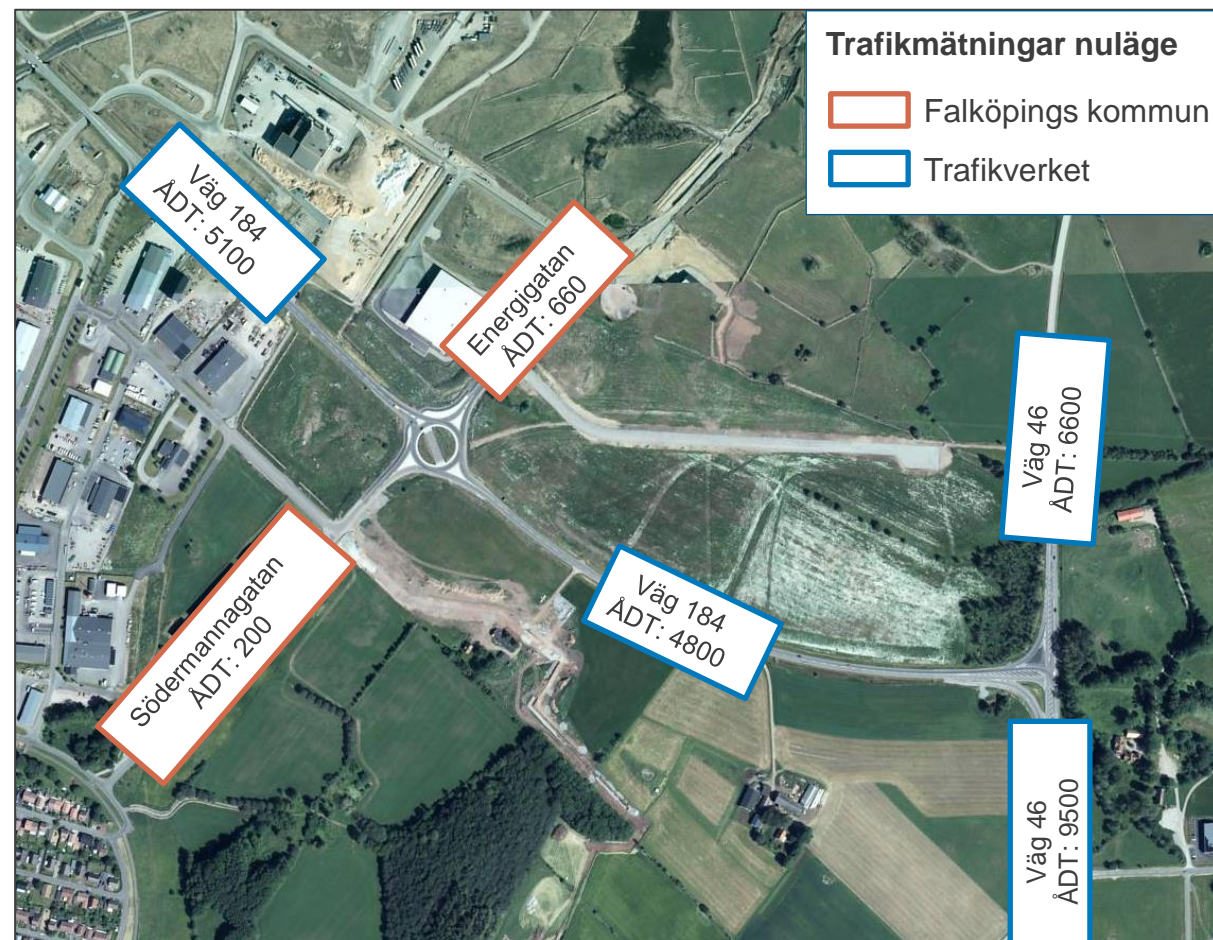 Trafikmätningar nuläge
Falköpings kommun
Trafikverket
Väg 184
ÅDT: 5100
Energigatan
ÅDT: 660
Väg 46
ÅDT: 6600
Södermannagatan
ÅDT: 200
Väg 184
ÅDT: 4800
Väg 46
ÅDT: 9500